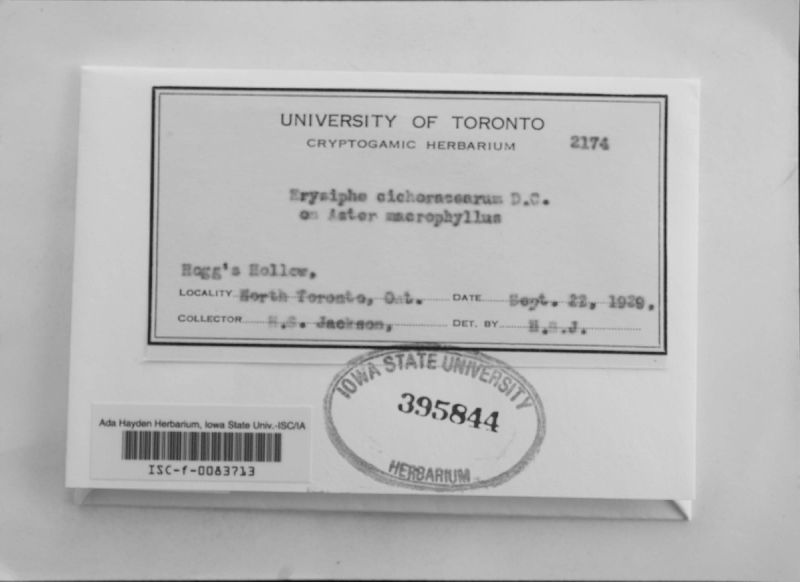 UNIVERSITY OF TORONTO
CRYPTOGAMIC HERBARIUM 2174
Erysiphe cichoracearum D.C.
on Aster macrophyllus
Hogg's Hollow,
LOCALITY North Toronto, Ont. DATE Sept. 22, 1929.
COLLECTOR H.S. Jackson, DET. BY H.S.J.
IOWA STATE UNIVERSITY
395844
HERBARIUM
Ada Hayden Herbarium, Iowa State Univ.-ISC/IA
ISC-f-0083713